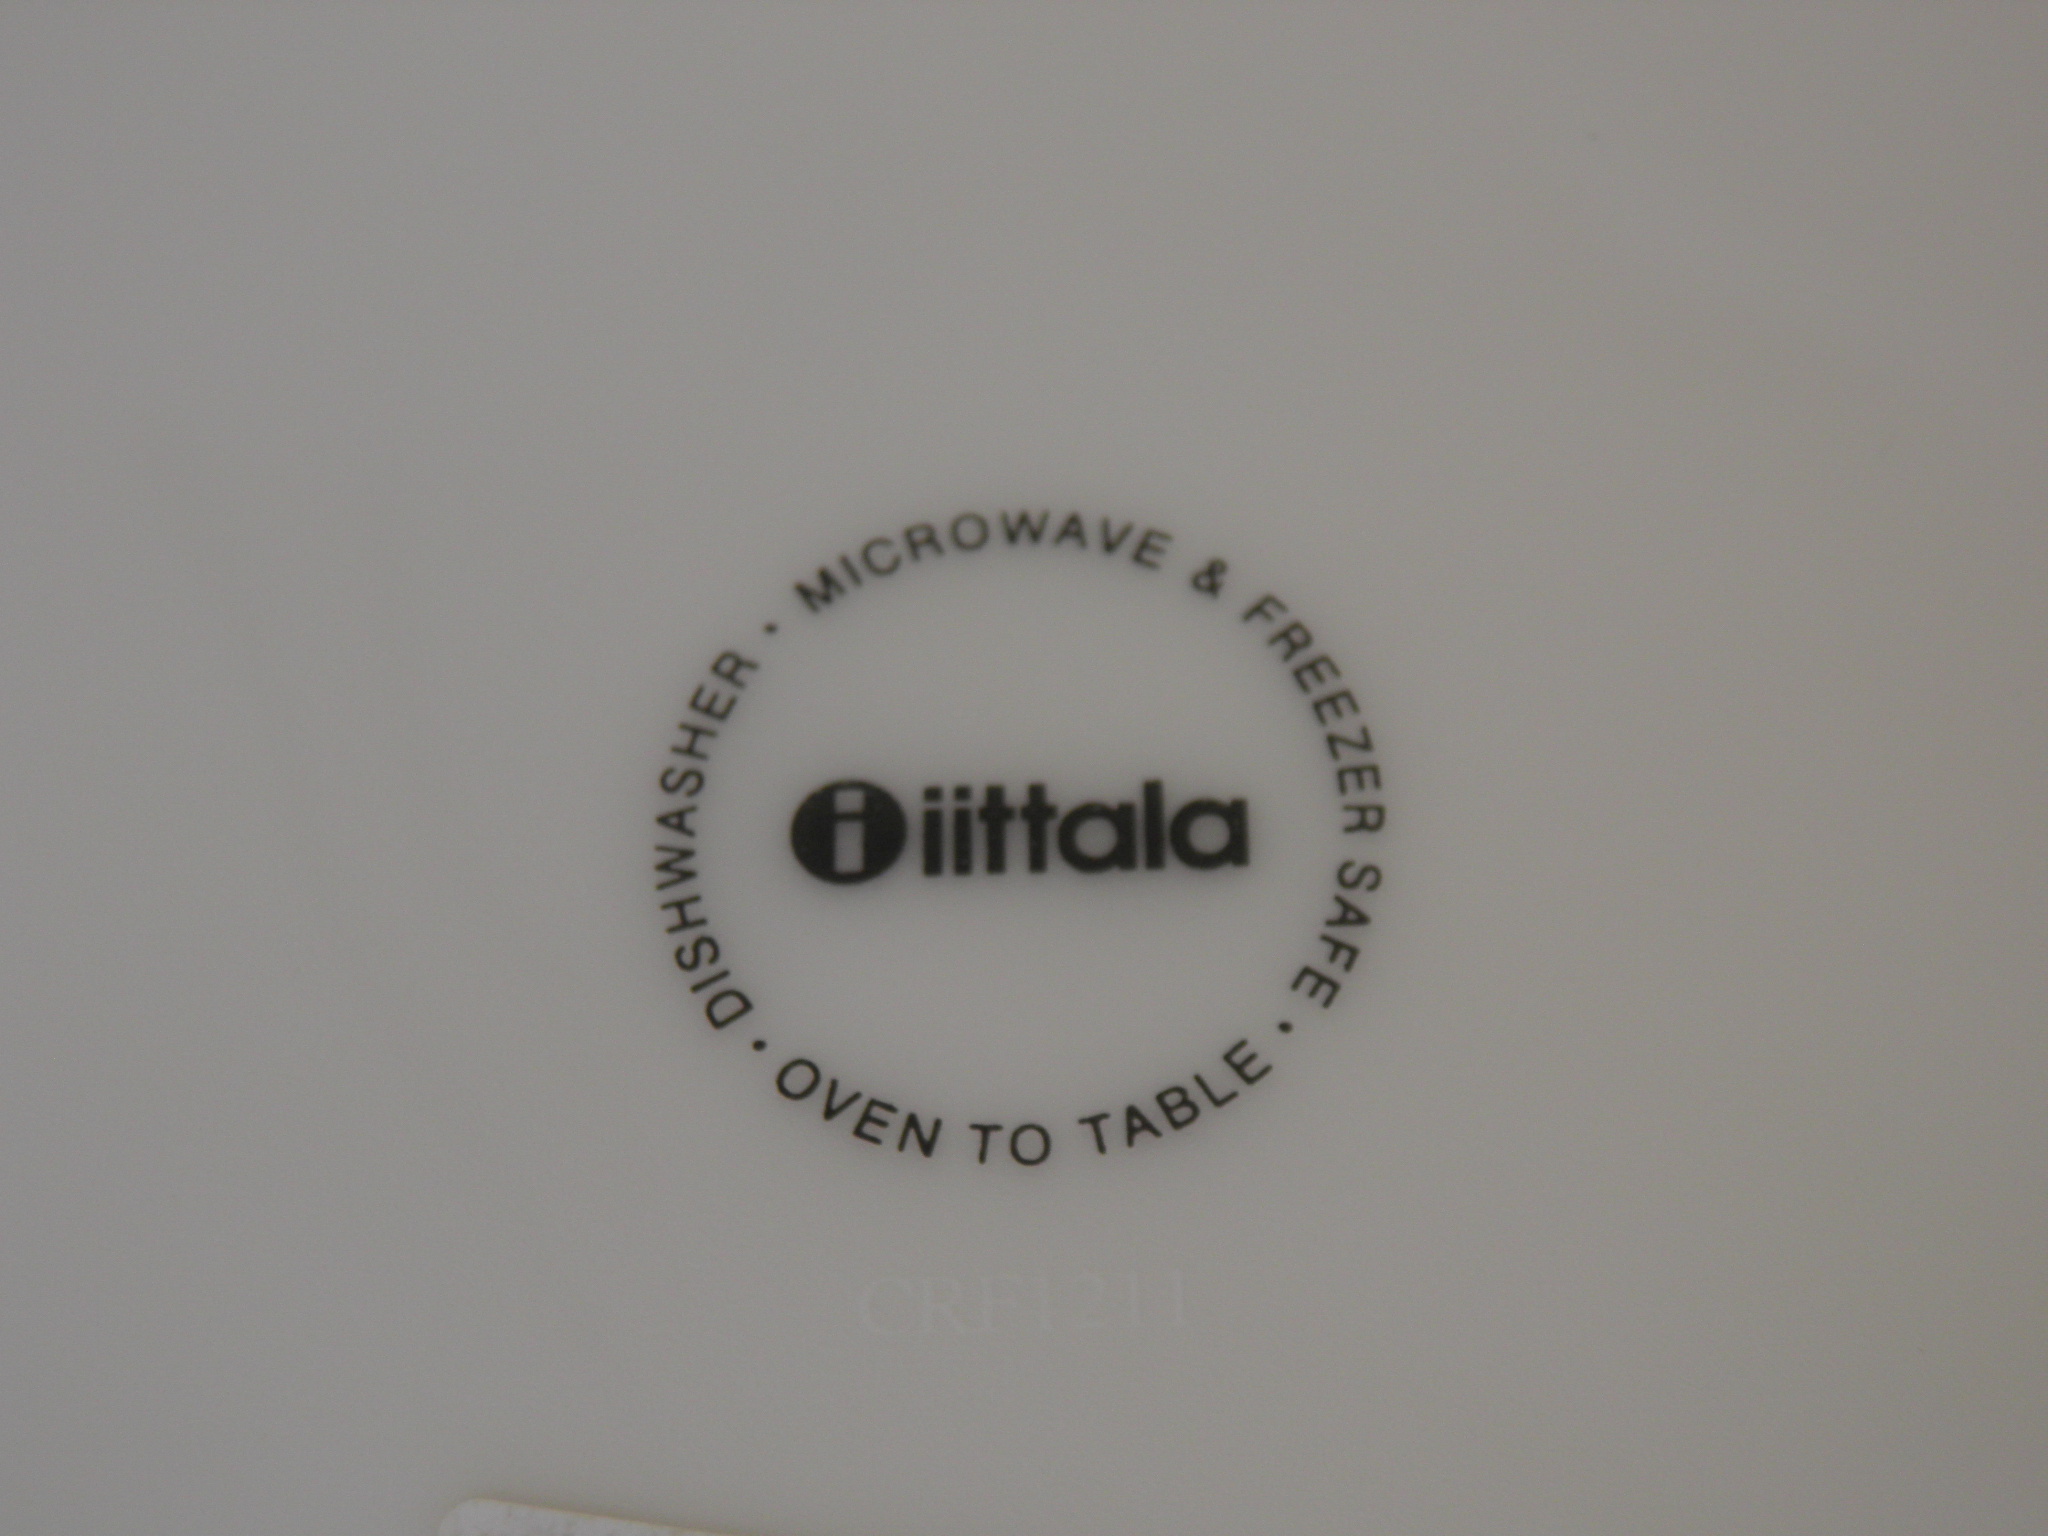 DISHWASHER · MICROWAVE & FREEZER SAFE ·
i iittala
OVEN TO TABLE ·